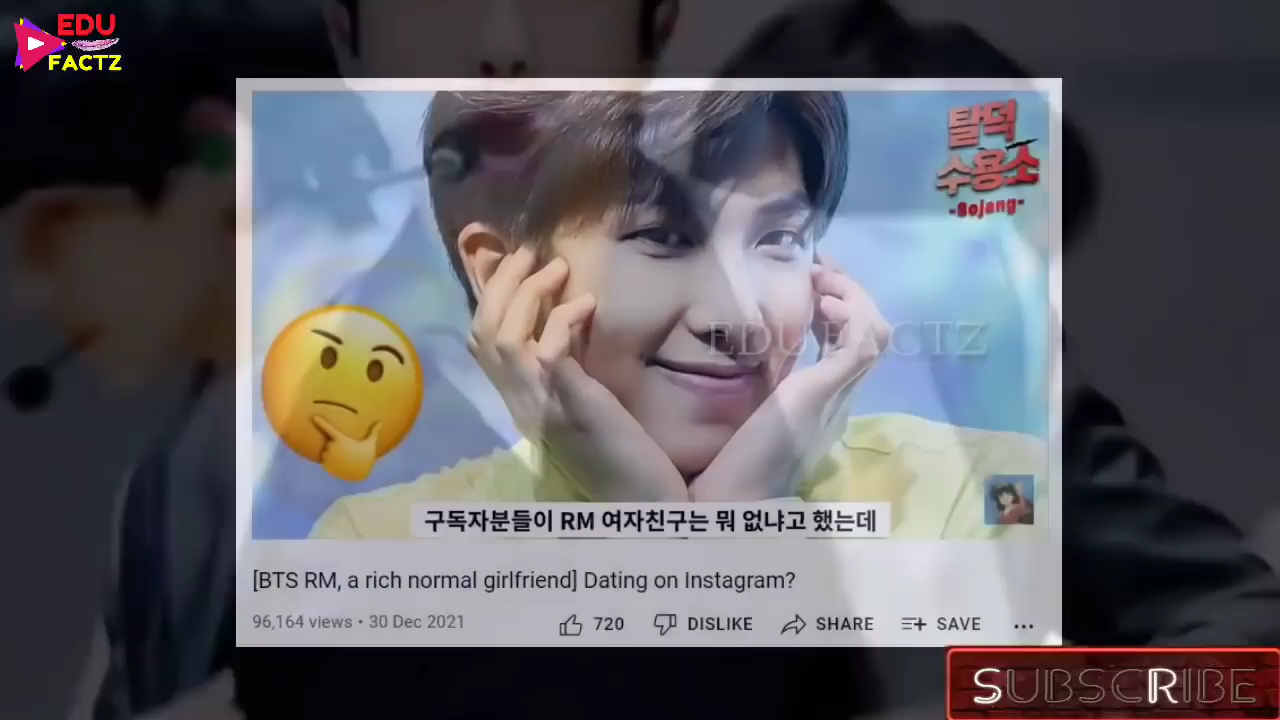 EDU
FACTZ
탈덕
수용소
-Sojang-
EDU FACTZ
구독자분들이 RM 여자친구는 뭐 없냐고 했는데
[BTS RM, a rich normal girlfriend] Dating on Instagram?
96,164 views • 30 Dec 2021
720
DISLIKE
SHARE
SAVE
SUBSCRIBE